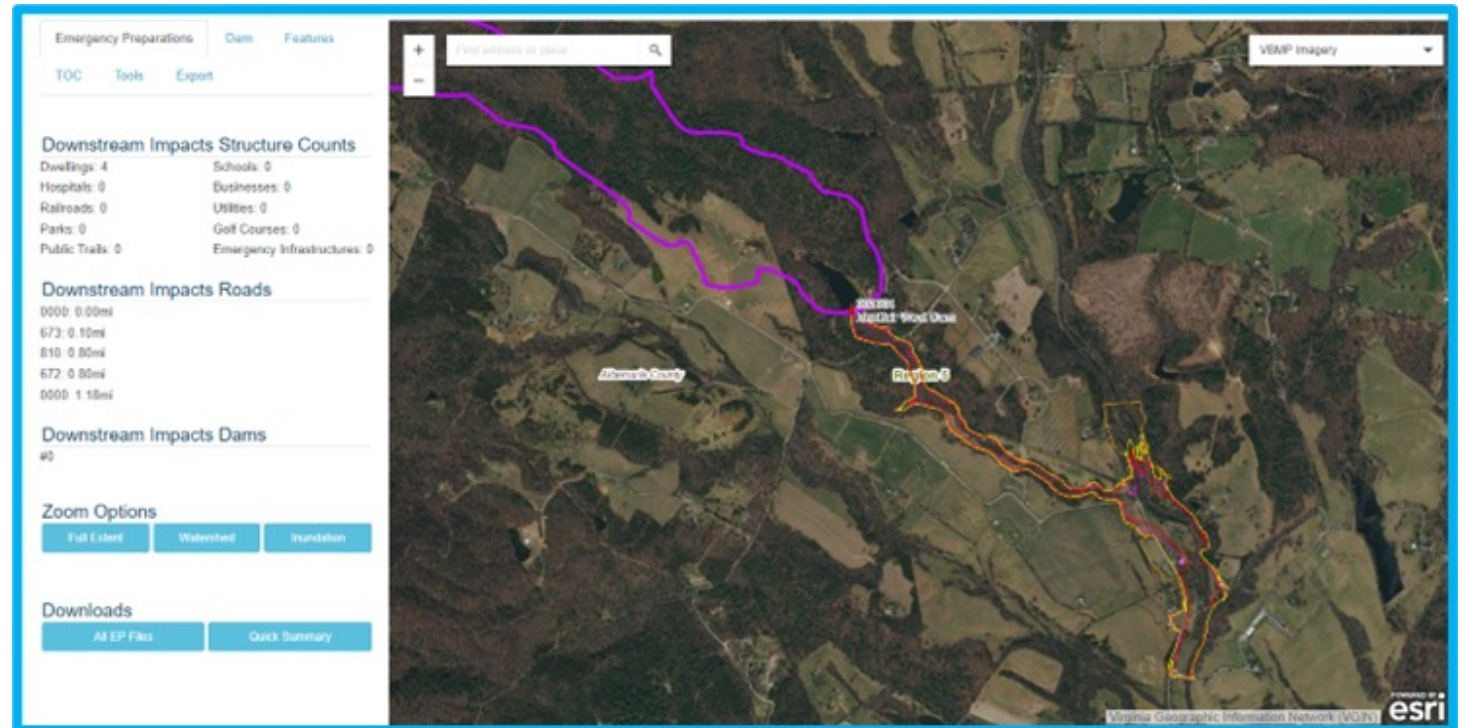 Emergency Preparations Dam Features
TOC Tools Export
Downstream Impacts Structure Counts
Dwellings: 4 Schools: 0
Hospitals: 0 Businesses: 0
Railroads: 0 Utilities: 0
Parks: 0 Golf Courses: 0
Public Trails: 0 Emergency Infrastructures: 0
Downstream Impacts Roads
0000: 0.00mi
673: 0.10mi
810: 0.80mi
672: 0.80mi
0000: 1.18mi
Downstream Impacts Dams
#0
Zoom Options
Full Extent Watershed Inundation
Downloads
All EP Files Quick Summary
+
−
Find address or place
VBMP Imagery
Dam
Albemarle County
Region 5
Virginia Geographic Information Network (VGIN)
POWERED BY
esri